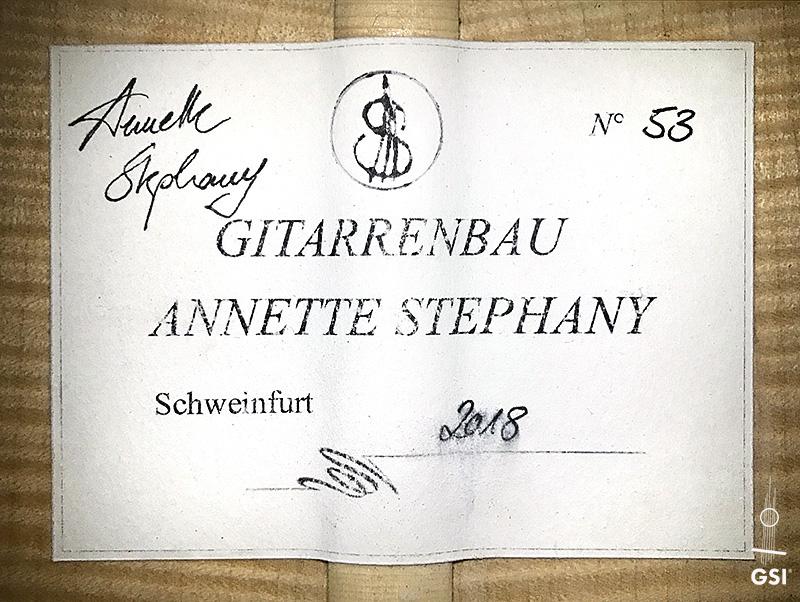 Annette
Stephany
Nº 53
GITARRENBAU
ANNETTE STEPHANY
Schweinfurt
2018
GSI